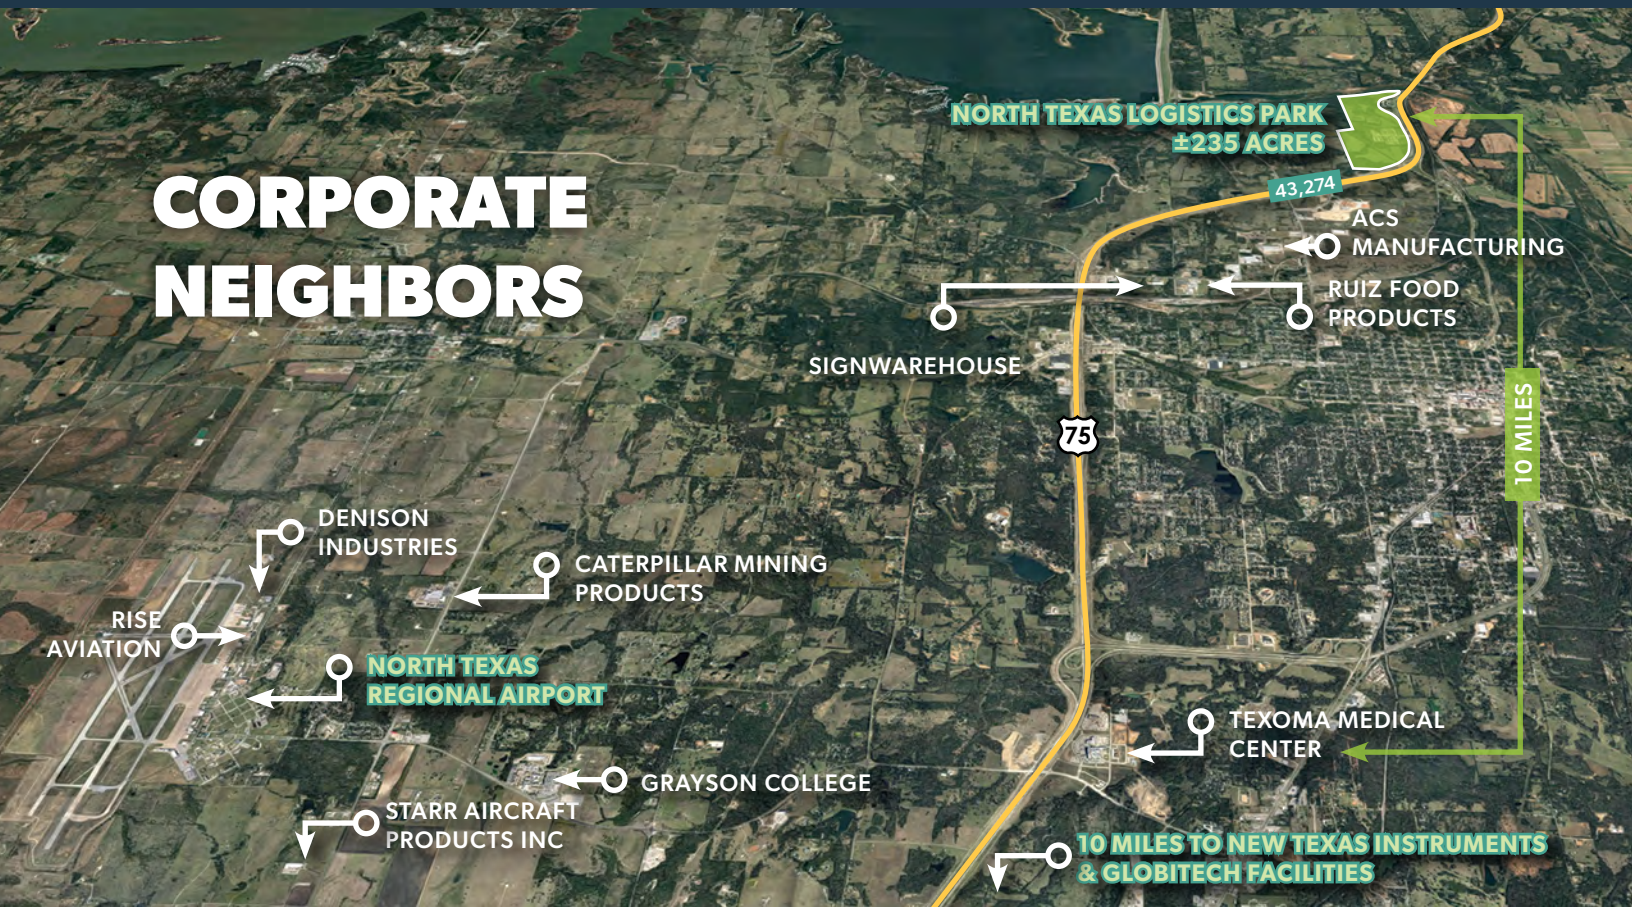 CORPORATE
NEIGHBORS
NORTH TEXAS LOGISTICS PARK
±235 ACRES
43,274
ACS
MANUFACTURING
RUIZ FOOD
PRODUCTS
SIGNWAREHOUSE
75
10 MILES
DENISON
INDUSTRIES
CATERPILLAR MINING
PRODUCTS
RISE
AVIATION
NORTH TEXAS
REGIONAL AIRPORT
TEXOMA MEDICAL
CENTER
GRAYSON COLLEGE
STARR AIRCRAFT
PRODUCTS INC
10 MILES TO NEW TEXAS INSTRUMENTS
& GLOBITECH FACILITIES